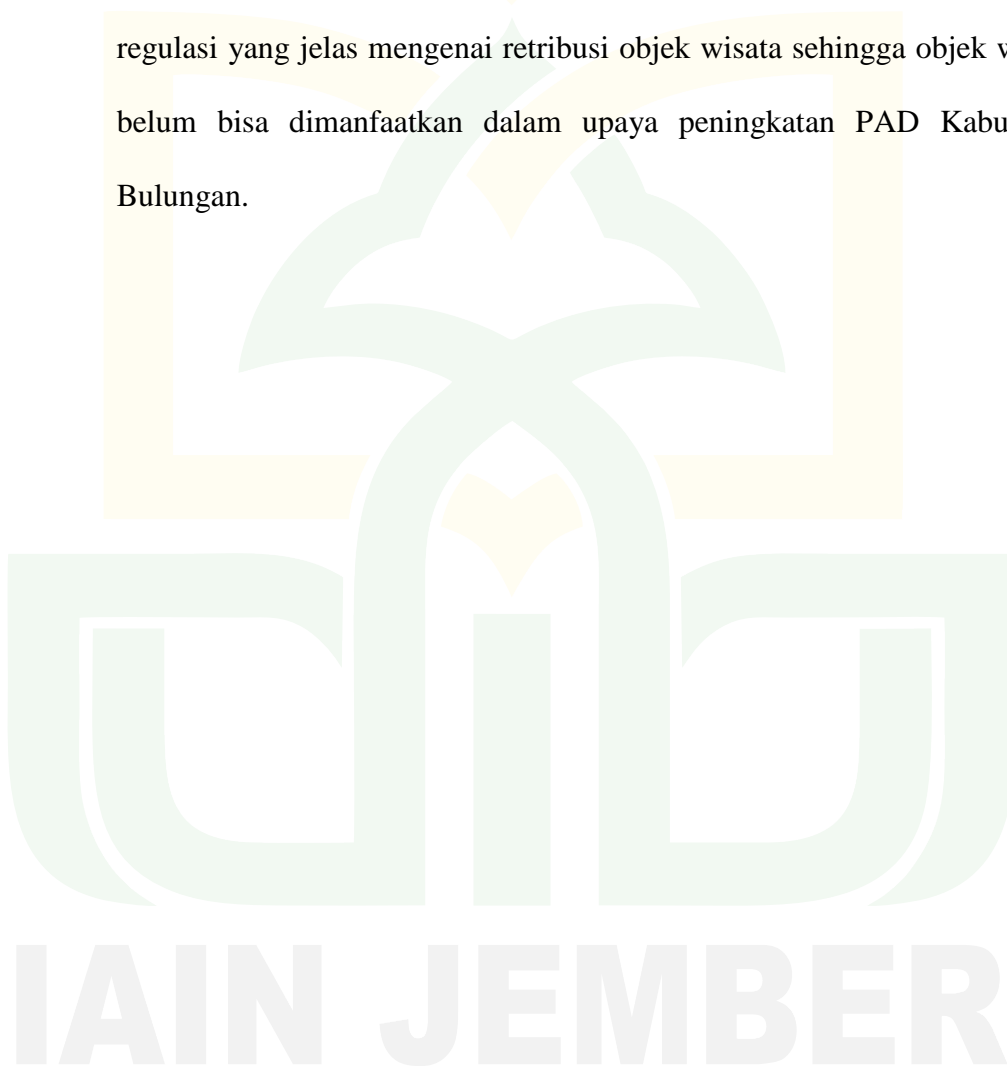 regulasi yang jelas mengenai retribusi objek wisata sehingga objek
belum bisa dimanfaatkan dalam upaya peningkatan PAD
Bulungan.
IAIN JEMBER